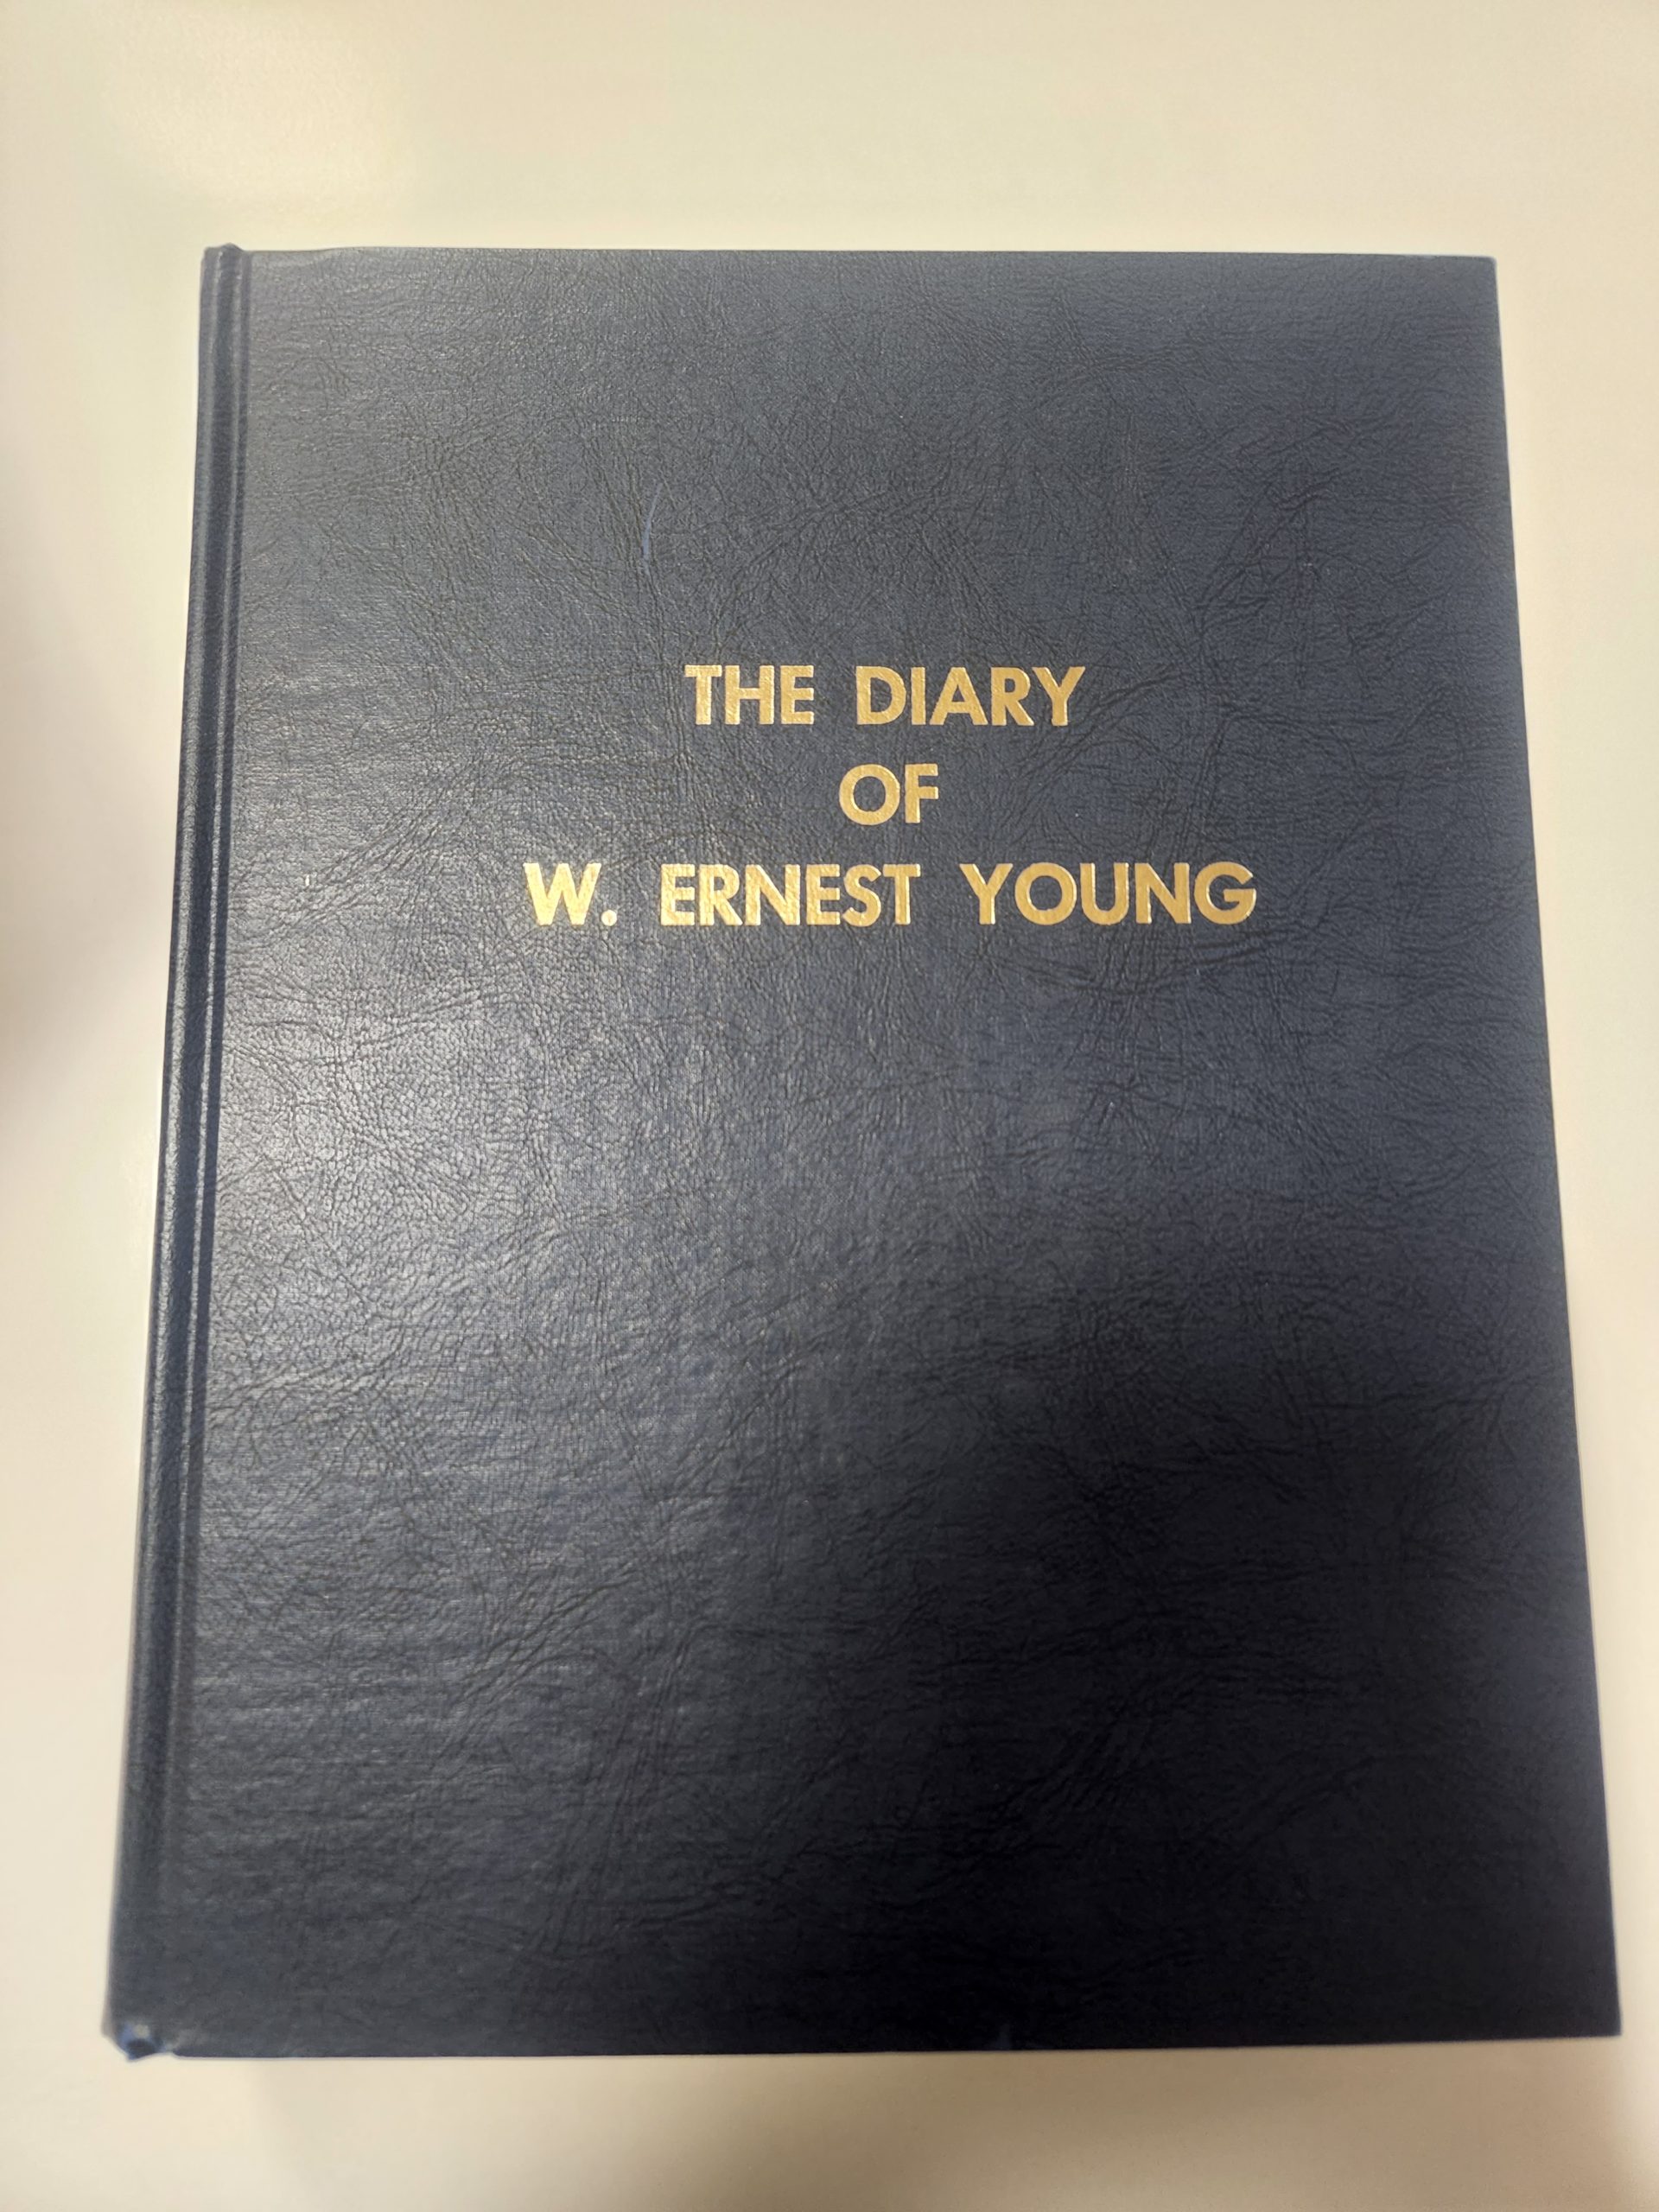 THE DIARY
OF
W. ERNEST YOUNG